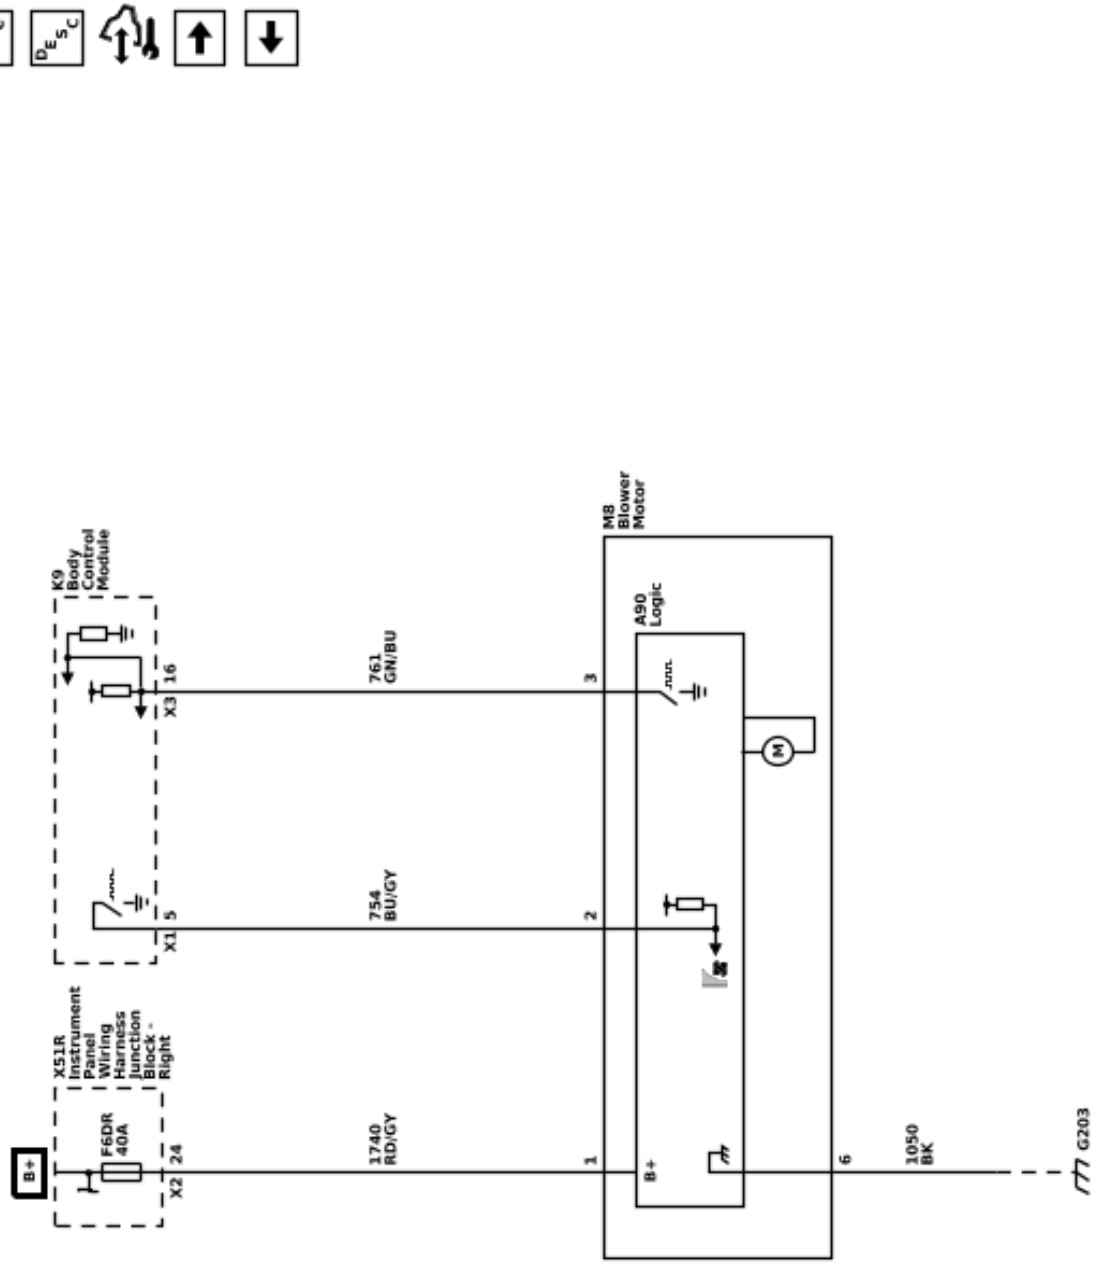 DESC
K9
Body
Control
Module
X3 16
761
GN/BU
3
M8
Blower
Motor
A90
Logic
M
X1 5
754
BU/GY
2
X51R
Instrument
Panel
Wiring
Harness
Junction
Block -
Right
B+
F6DR
40A
X2 24
1740
RD/GY
1
B+
6
1050
BK
G203